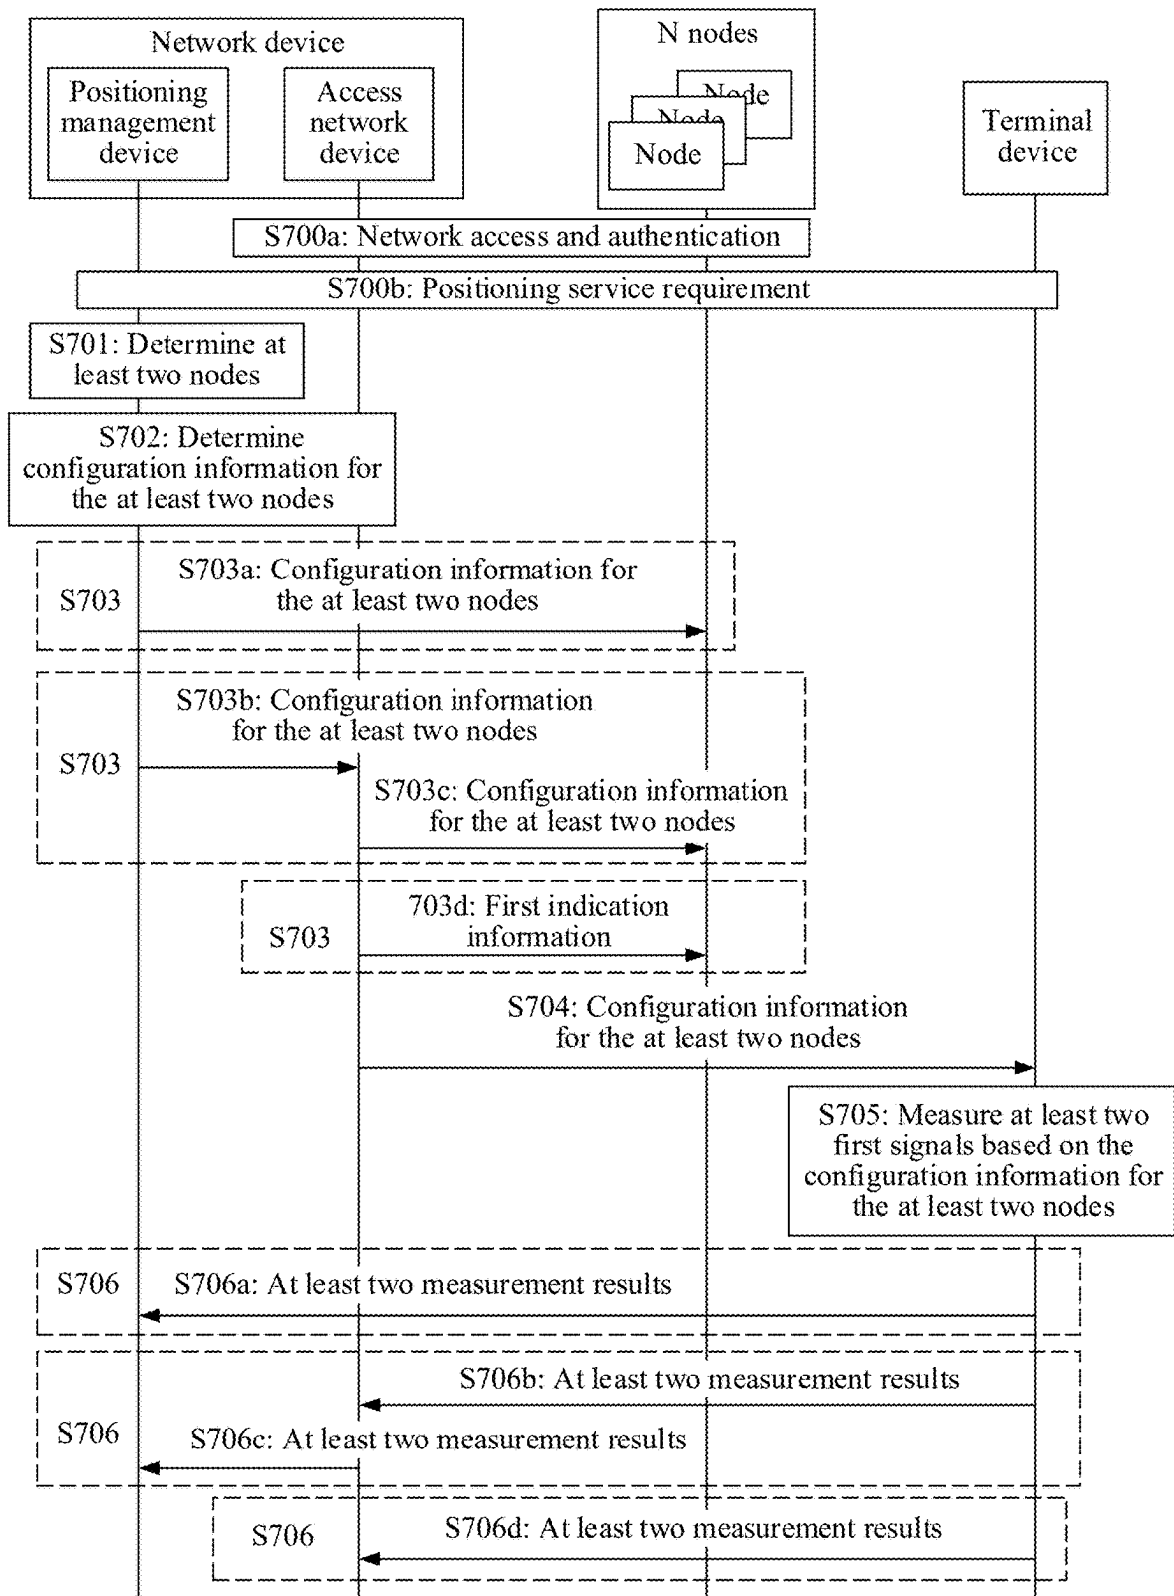 Network device
N nodes
Positioning
management
device
Access
network
device
Node
Node
Node
Terminal
device
S700a: Network access and authentication
S700b: Positioning service requirement
S701: Determine at
least two nodes
S702: Determine
configuration information for
the at least two nodes
S703
S703a: Configuration information for
the at least two nodes
S703
S703b: Configuration information
for the at least two nodes
S703c: Configuration information
for the at least two nodes
S703
703d: First indication
information
S704: Configuration information
for the at least two nodes
S705: Measure at least two
first signals based on the
configuration information for
the at least two nodes
S706
S706a: At least two measurement results
S706
S706b: At least two measurement results
S706c: At least two measurement results
S706
S706d: At least two measurement results